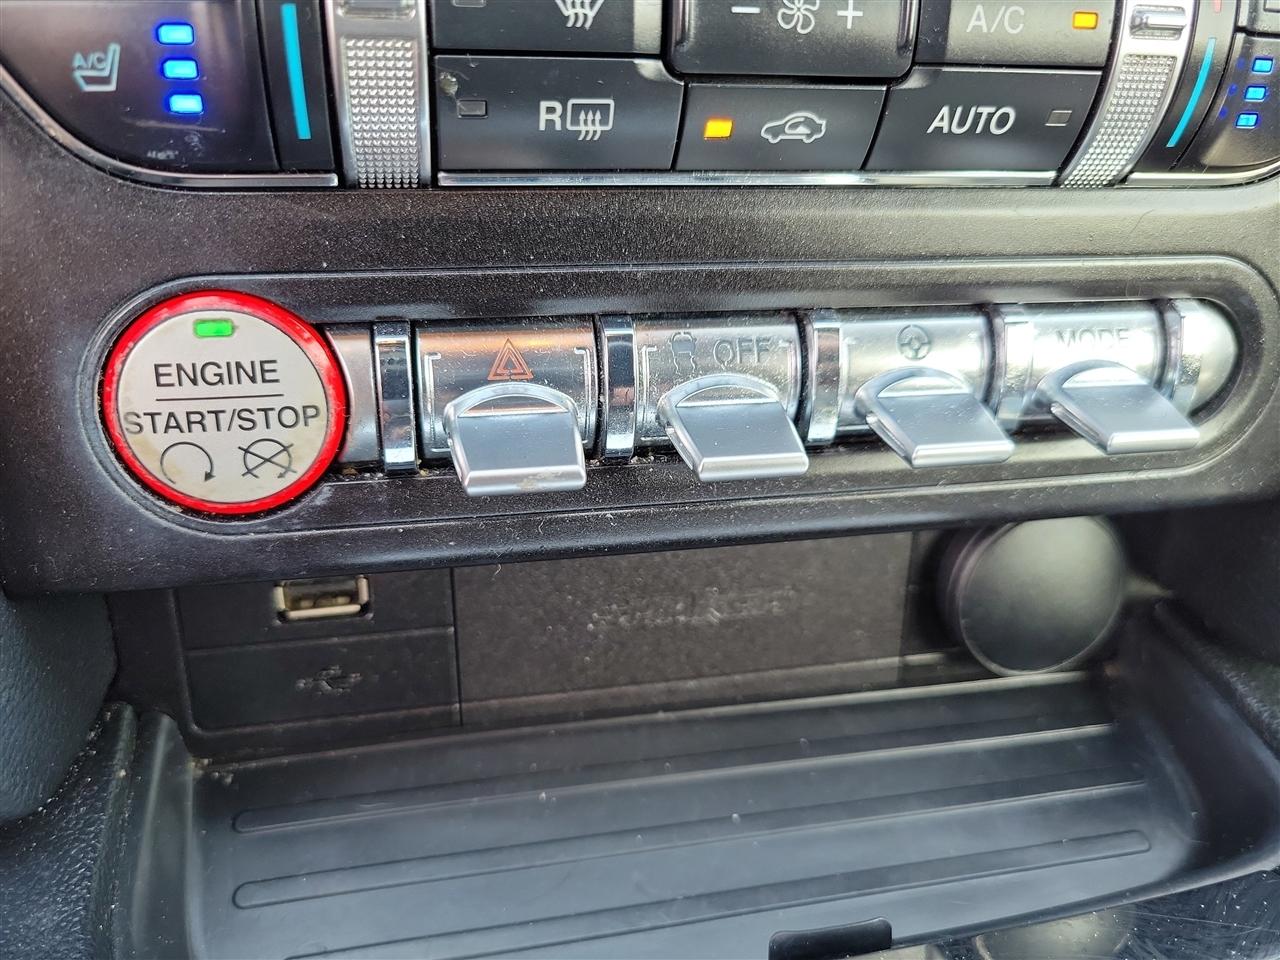 A/C
− +
A/C
R
AUTO
ENGINE
START/STOP
OFF
MODE